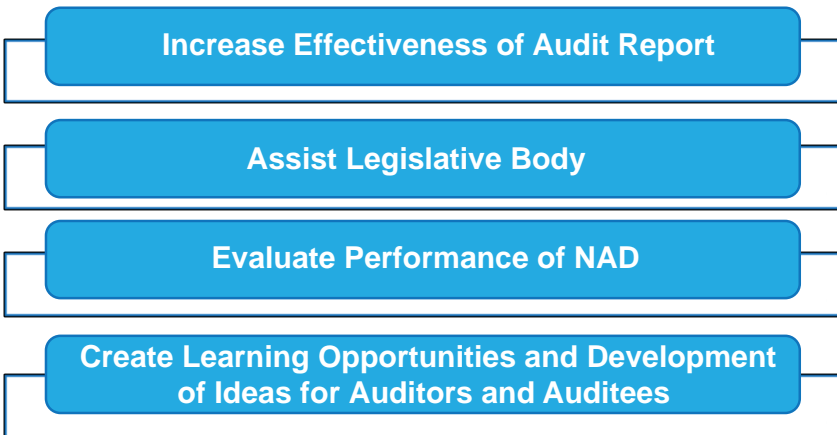 Increase Effectiveness of Audit Report
Assist Legislative Body
Evaluate Performance of NAD
Create Learning Opportunities and Development
of Ideas for Auditors and Auditees